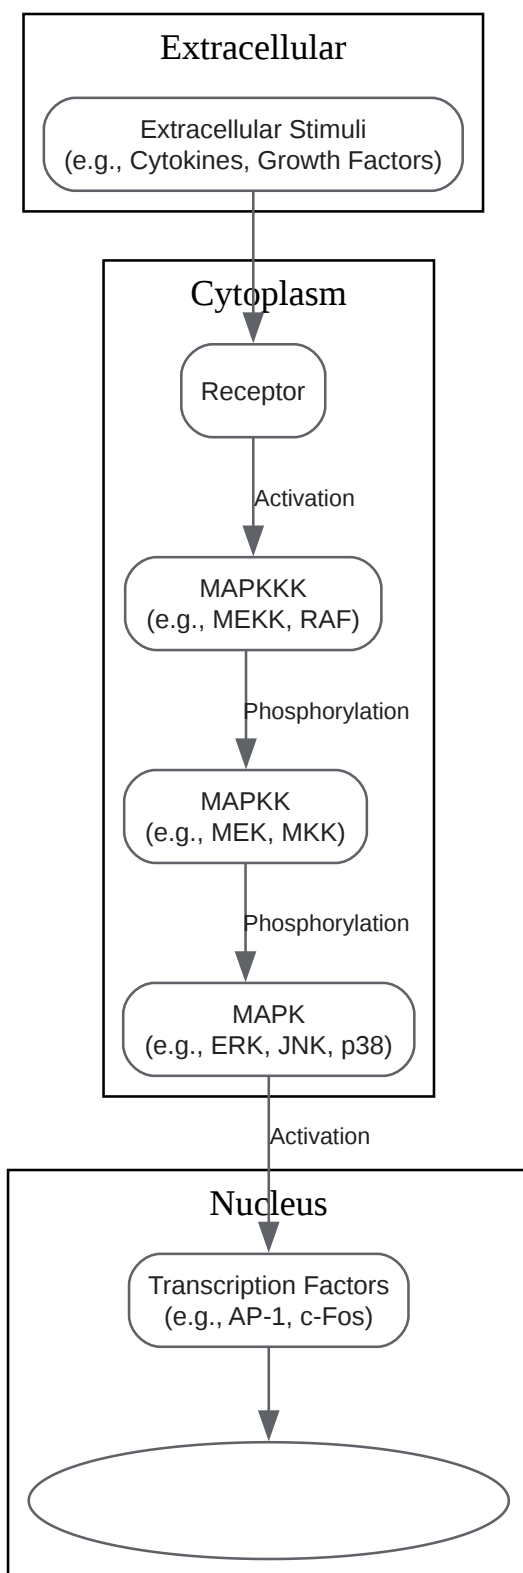 Extracellular
Extracellular Stimuli
(e.g., Cytokines, Growth Factors)
Cytoplasm
Receptor
Activation
MAPKKK
(e.g., MEKK, RAF)
Phosphorylation
MAPKK
(e.g., MEK, MKK)
Phosphorylation
MAPK
(e.g., ERK, JNK, p38)
Activation
Nucleus
Transcription Factors
(e.g., AP-1, c-Fos)